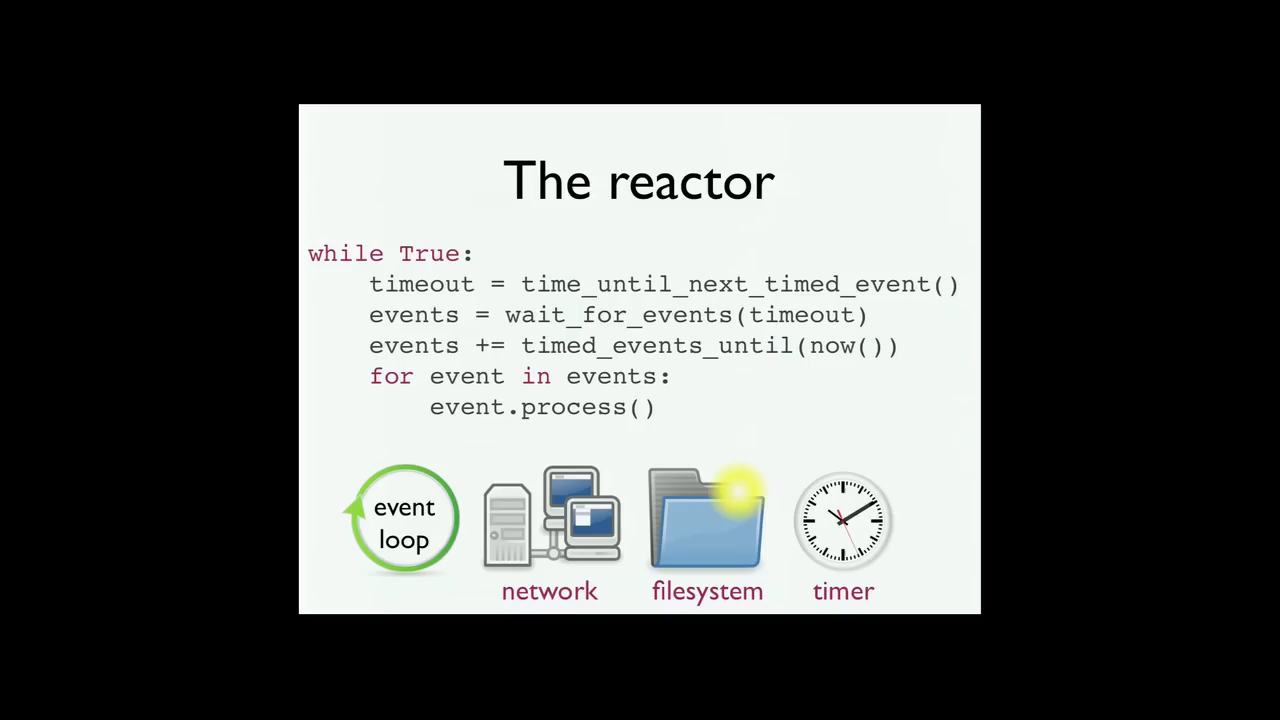 The reactor
while True:
    timeout = time_until_next_timed_event()
    events = wait_for_events(timeout)
    events += timed_events_until(now())
    for event in events:
        event.process()
event
loop
network
filesystem
timer